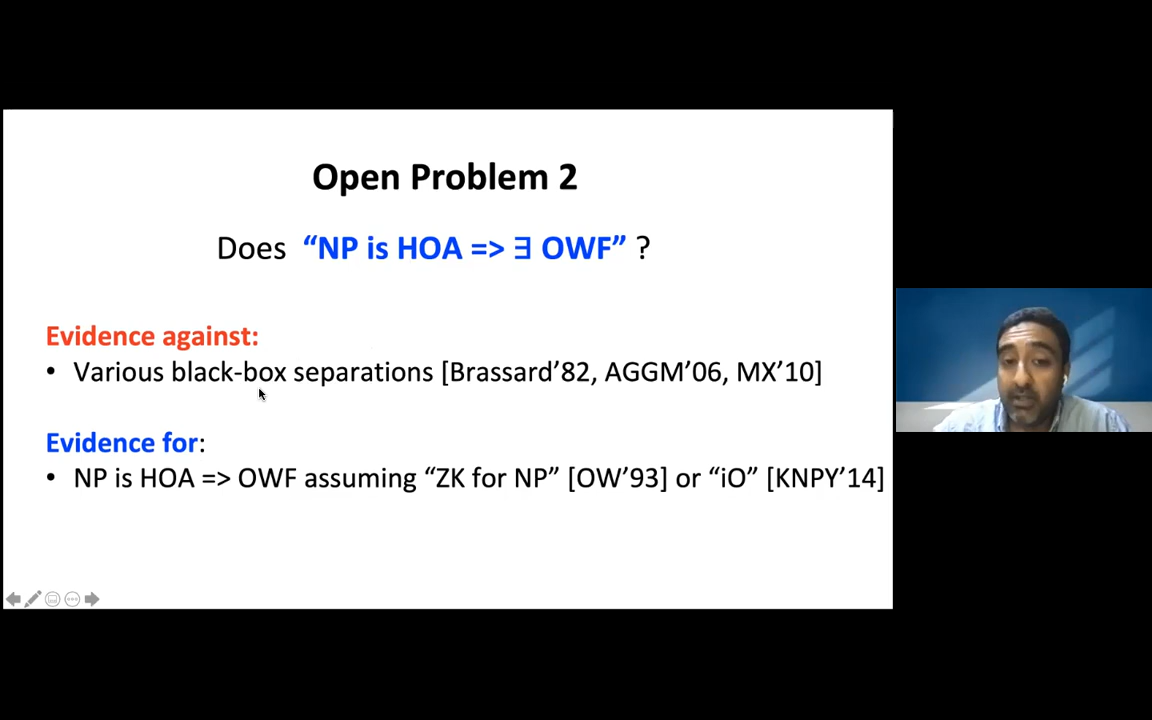 Open Problem 2
Does “NP is HOA => ∃ OWF” ?
Evidence against:
• Various black-box separations [Brassard’82, AGGM’06, MX’10]
Evidence for:
• NP is HOA => OWF assuming “ZK for NP” [OW’93] or “iO” [KNPY’14]